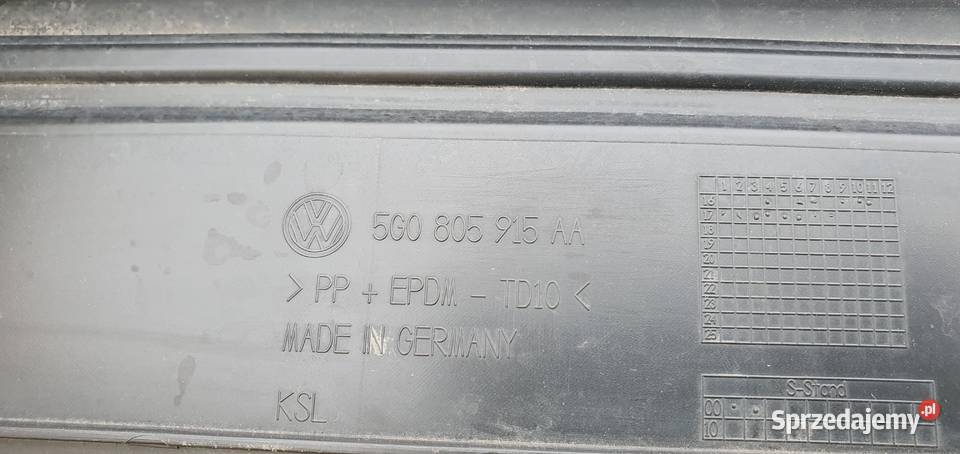 VW 5G0 805 915 AA
> PP + EPDM - TD10 <
MADE IN GERMANY
KSL
1 2 3 4 5 6 7 8 9 10 11 12
16
17
18
19
20
21
22
23
24
25
S-Stand
00
10
Sprzedajemy.pl